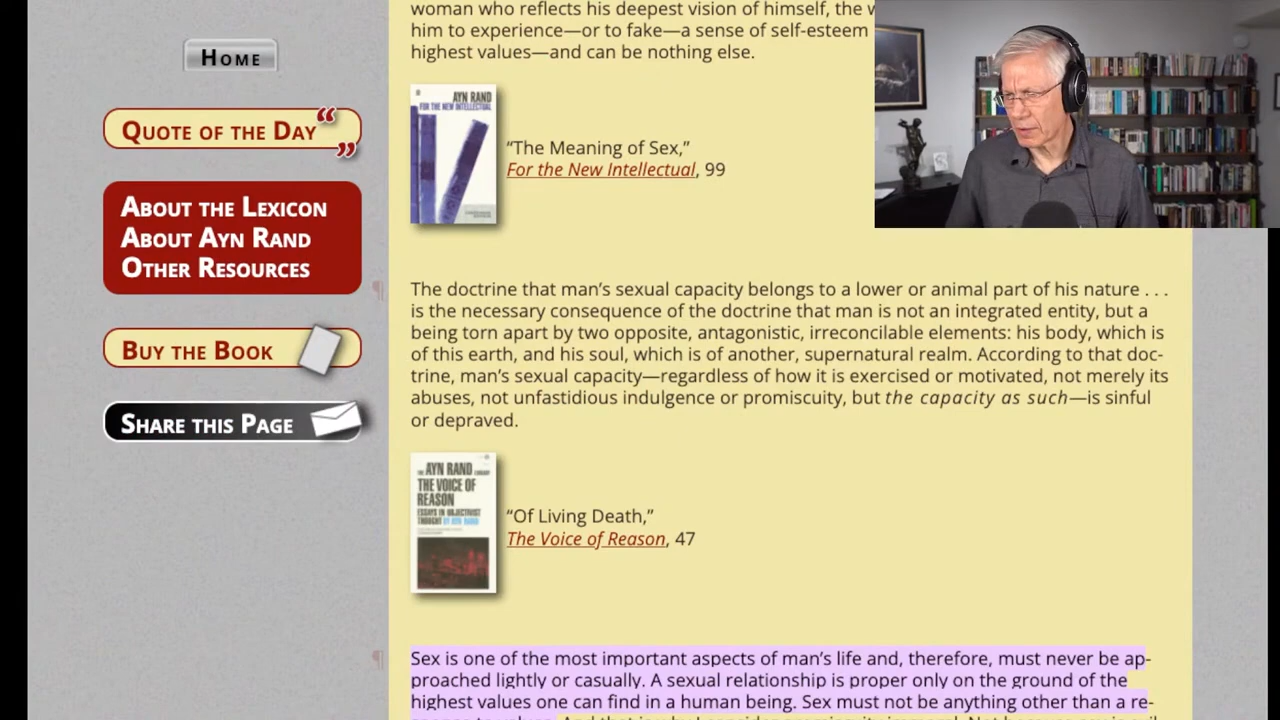 woman who reflects his deepest vision of himself, the w
him to experience—or to fake—a sense of self-esteem
highest values—and can be nothing else.
HOME
QUOTE OF THE DAY
ABOUT THE LEXICON
ABOUT AYN RAND
OTHER RESOURCES
BUY THE BOOK
SHARE THIS PAGE
AYN RAND
FOR THE NEW INTELLECTUAL
“The Meaning of Sex,”
For the New Intellectual, 99
The doctrine that man’s sexual capacity belongs to a lower or animal part of his nature . . .
is the necessary consequence of the doctrine that man is not an integrated entity, but a
being torn apart by two opposite, antagonistic, irreconcilable elements: his body, which is
of this earth, and his soul, which is of another, supernatural realm. According to that doc-
trine, man’s sexual capacity—regardless of how it is exercised or motivated, not merely its
abuses, not unfastidious indulgence or promiscuity, but the capacity as such—is sinful
or depraved.
THE AYN RAND LIBRARY
THE VOICE OF
REASON
ESSAYS IN OBJECTIVIST
THOUGHT BY AYN RAND
“Of Living Death,”
The Voice of Reason, 47
Sex is one of the most important aspects of man’s life and, therefore, must never be ap-
proached lightly or casually. A sexual relationship is proper only on the ground of the
highest values one can find in a human being. Sex must not be anything other than a re-